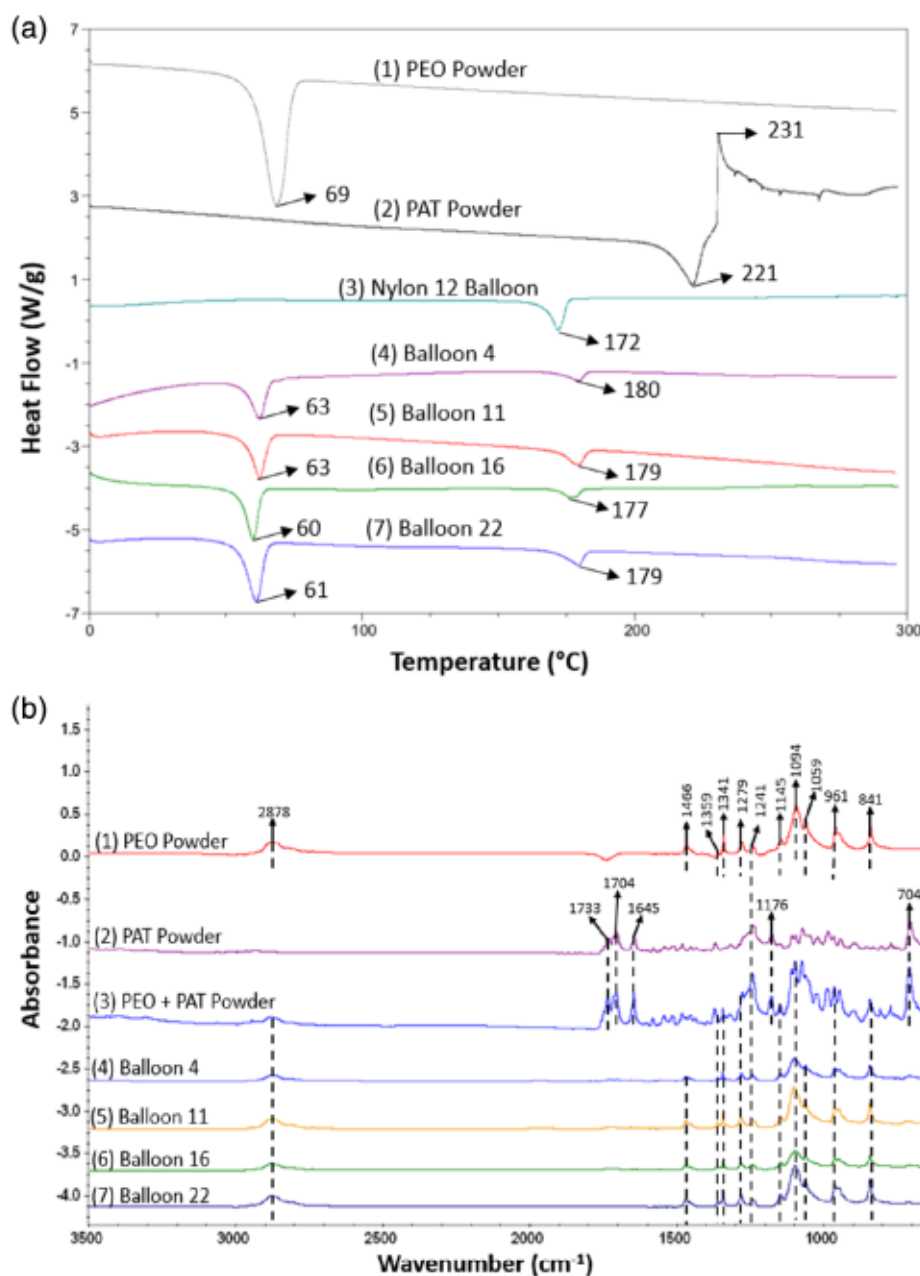 (a)
7
(1) PEO Powder
231
5
69
3
(2) PAT Powder
221
1
(3) Nylon 12 Balloon
172
-1
(4) Balloon 4
63
180
(5) Balloon 11
-3
63
179
(6) Balloon 16
-5
60
177
(7) Balloon 22
61
179
-7
0
100
200
300
Heat Flow (W/g)
Temperature (°C)
(b)
1.5
1.0
0.5
0.0
-0.5
-1.0
-1.5
-2.0
-2.5
-3.0
-3.5
-4.0
2878
1466
1359
1341
1279
1241
1145
1094
1059
961
841
(1) PEO Powder
1733
1704
1645
1176
704
(2) PAT Powder
(3) PEO + PAT Powder
(4) Balloon 4
(5) Balloon 11
(6) Balloon 16
(7) Balloon 22
Absorbance
3500
3000
2500
2000
1500
1000
Wavenumber (cm⁻¹)